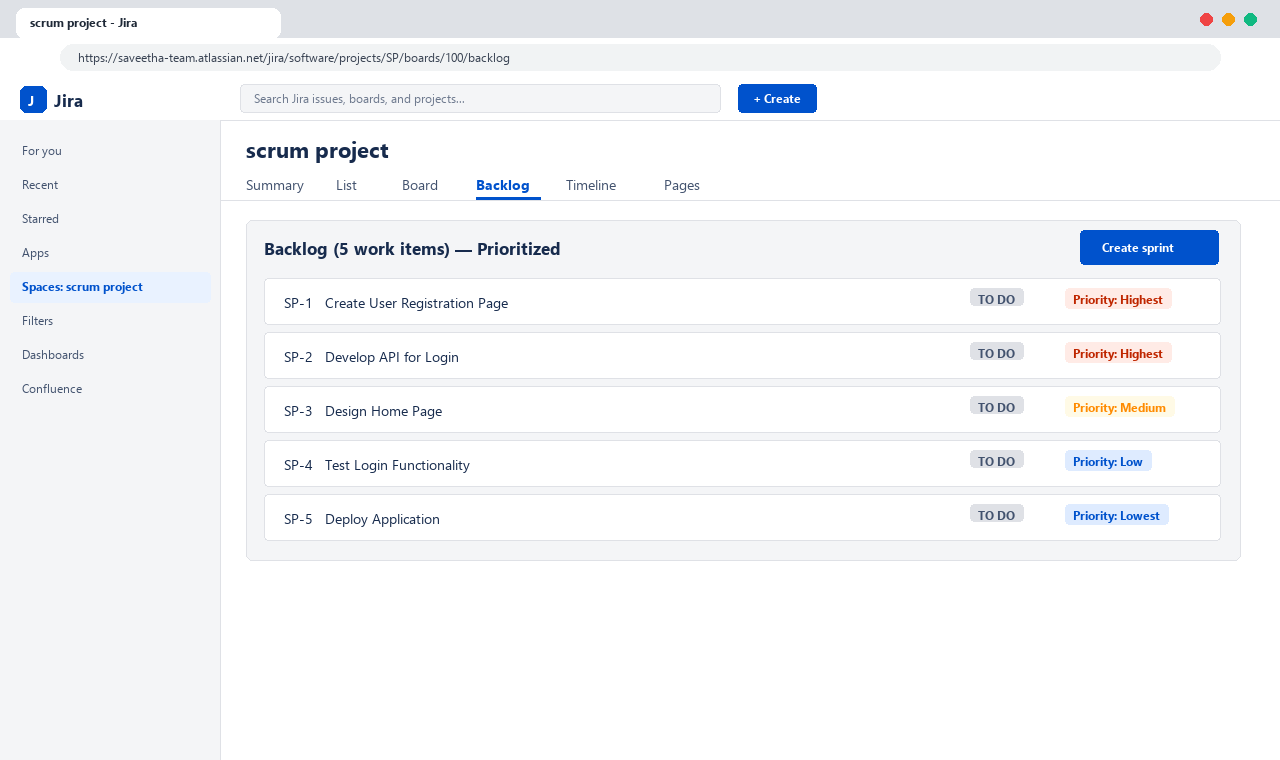 scrum project - Jira
https://saveetha-team.atlassian.net/jira/software/projects/SP/boards/100/backlog
J Jira
Search Jira issues, boards, and projects...
+ Create
For you
Recent
Starred
Apps
Spaces: scrum project
Filters
Dashboards
Confluence
scrum project
Summary List Board Backlog Timeline Pages
Backlog (5 work items) — Prioritized
Create sprint
SP-1 Create User Registration Page TO DO Priority: Highest
SP-2 Develop API for Login TO DO Priority: Highest
SP-3 Design Home Page TO DO Priority: Medium
SP-4 Test Login Functionality TO DO Priority: Low
SP-5 Deploy Application TO DO Priority: Lowest